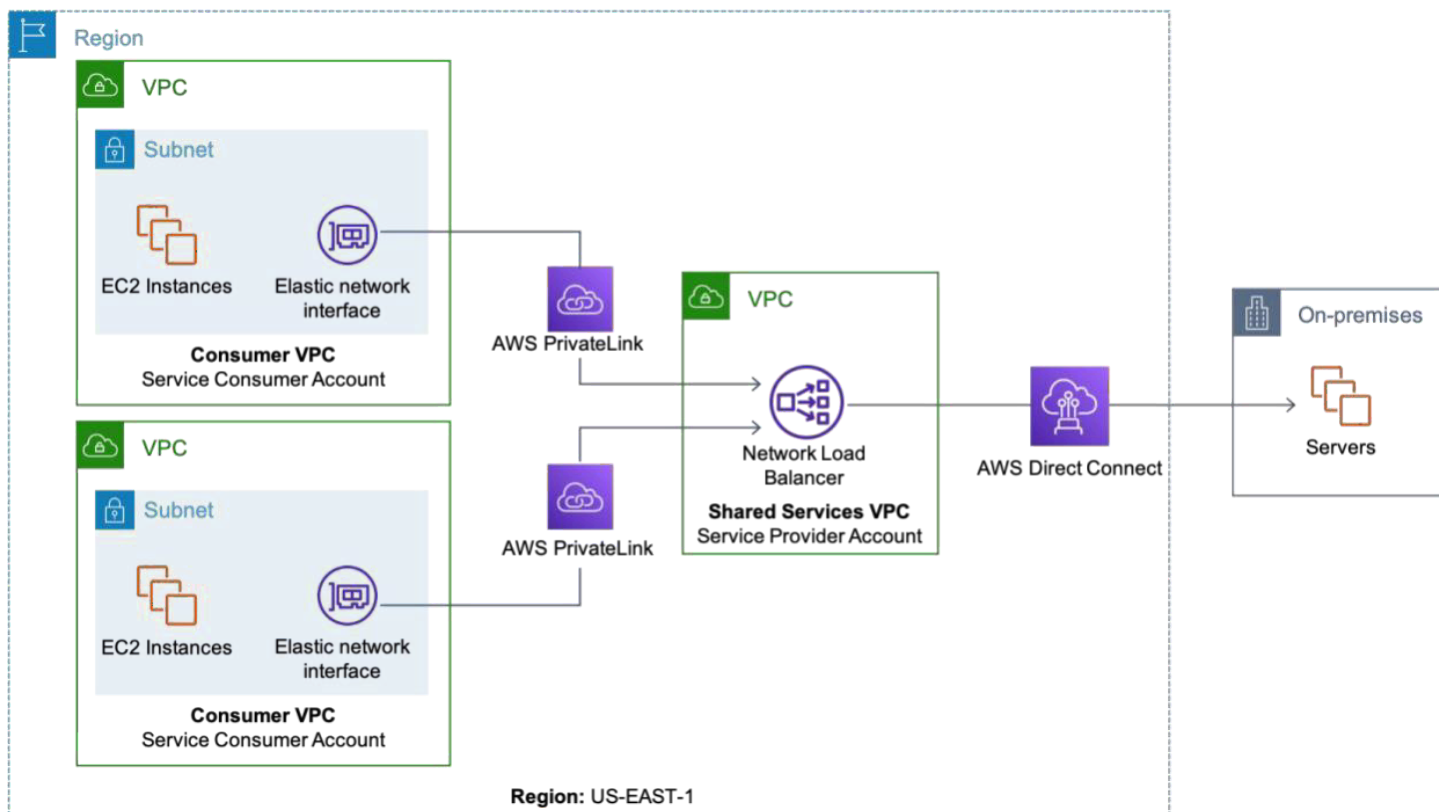 Region
VPC
Subnet
EC2 Instances
Elastic network
interface
Consumer VPC
Service Consumer Account
AWS PrivateLink
VPC
Network Load
Balancer
Shared Services VPC
Service Provider Account
AWS Direct Connect
On-premises
Servers
VPC
Subnet
EC2 Instances
Elastic network
interface
Consumer VPC
Service Consumer Account
AWS PrivateLink
Region: US-EAST-1